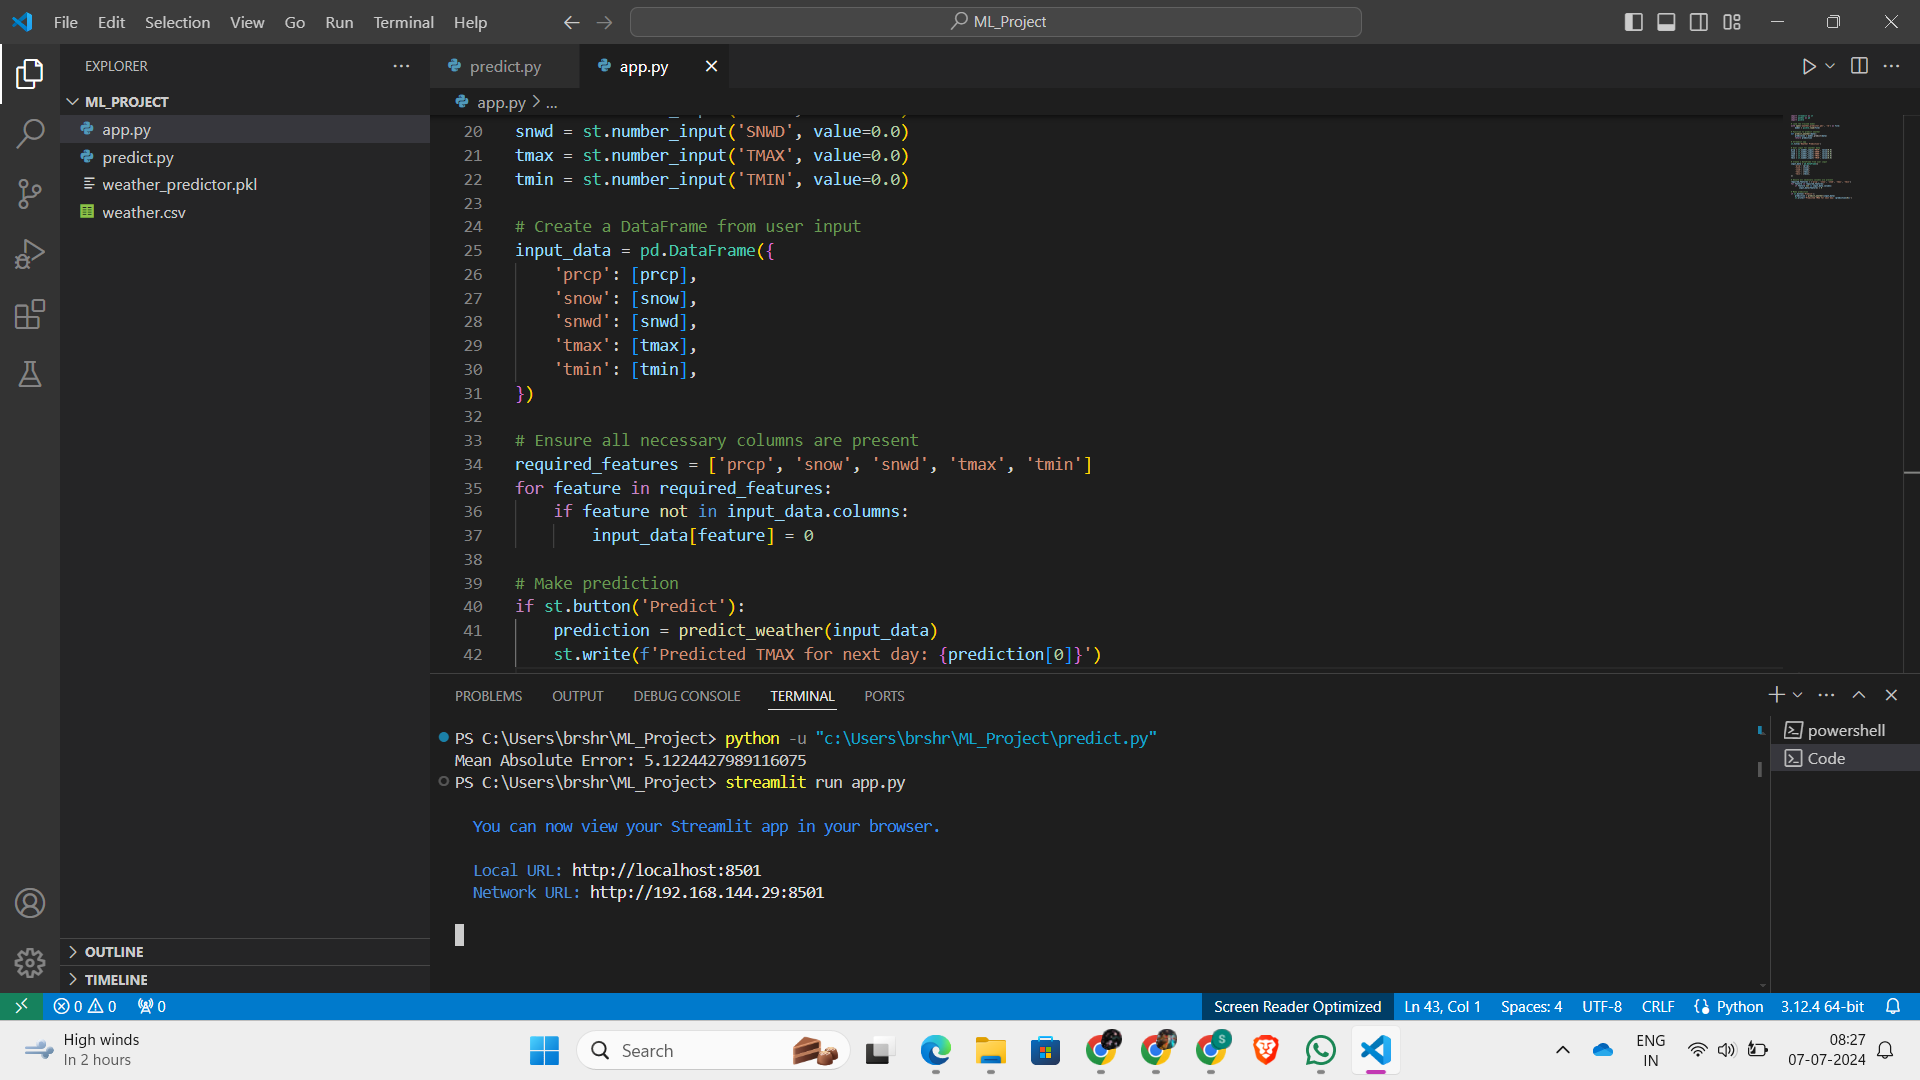 File Edit Selection View Go Run Terminal Help
ML_Project
EXPLORER
ML_PROJECT
app.py
predict.py
weather_predictor.pkl
weather.csv
OUTLINE
TIMELINE
predict.py
app.py
app.py > ...
20 snwd = st.number_input('SNWD', value=0.0)
21 tmax = st.number_input('TMAX', value=0.0)
22 tmin = st.number_input('TMIN', value=0.0)
23
24 # Create a DataFrame from user input
25 input_data = pd.DataFrame({
26     'prcp': [prcp],
27     'snow': [snow],
28     'snwd': [snwd],
29     'tmax': [tmax],
30     'tmin': [tmin],
31 })
32
33 # Ensure all necessary columns are present
34 required_features = ['prcp', 'snow', 'snwd', 'tmax', 'tmin']
35 for feature in required_features:
36     if feature not in input_data.columns:
37         input_data[feature] = 0
38
39 # Make prediction
40 if st.button('Predict'):
41     prediction = predict_weather(input_data)
42     st.write(f'Predicted TMAX for next day: {prediction[0]}')
PROBLEMS OUTPUT DEBUG CONSOLE TERMINAL PORTS
PS C:\Users\brshr\ML_Project> python -u "c:\Users\brshr\ML_Project\predict.py"
Mean Absolute Error: 5.1224427989116075
PS C:\Users\brshr\ML_Project> streamlit run app.py
You can now view your Streamlit app in your browser.
Local URL: http://localhost:8501
Network URL: http://192.168.144.29:8501
powershell
Code
0 0 0
Screen Reader Optimized Ln 43, Col 1 Spaces: 4 UTF-8 CRLF Python 3.12.4 64-bit
High winds
In 2 hours
Search
S
ENG
IN
08:27
07-07-2024